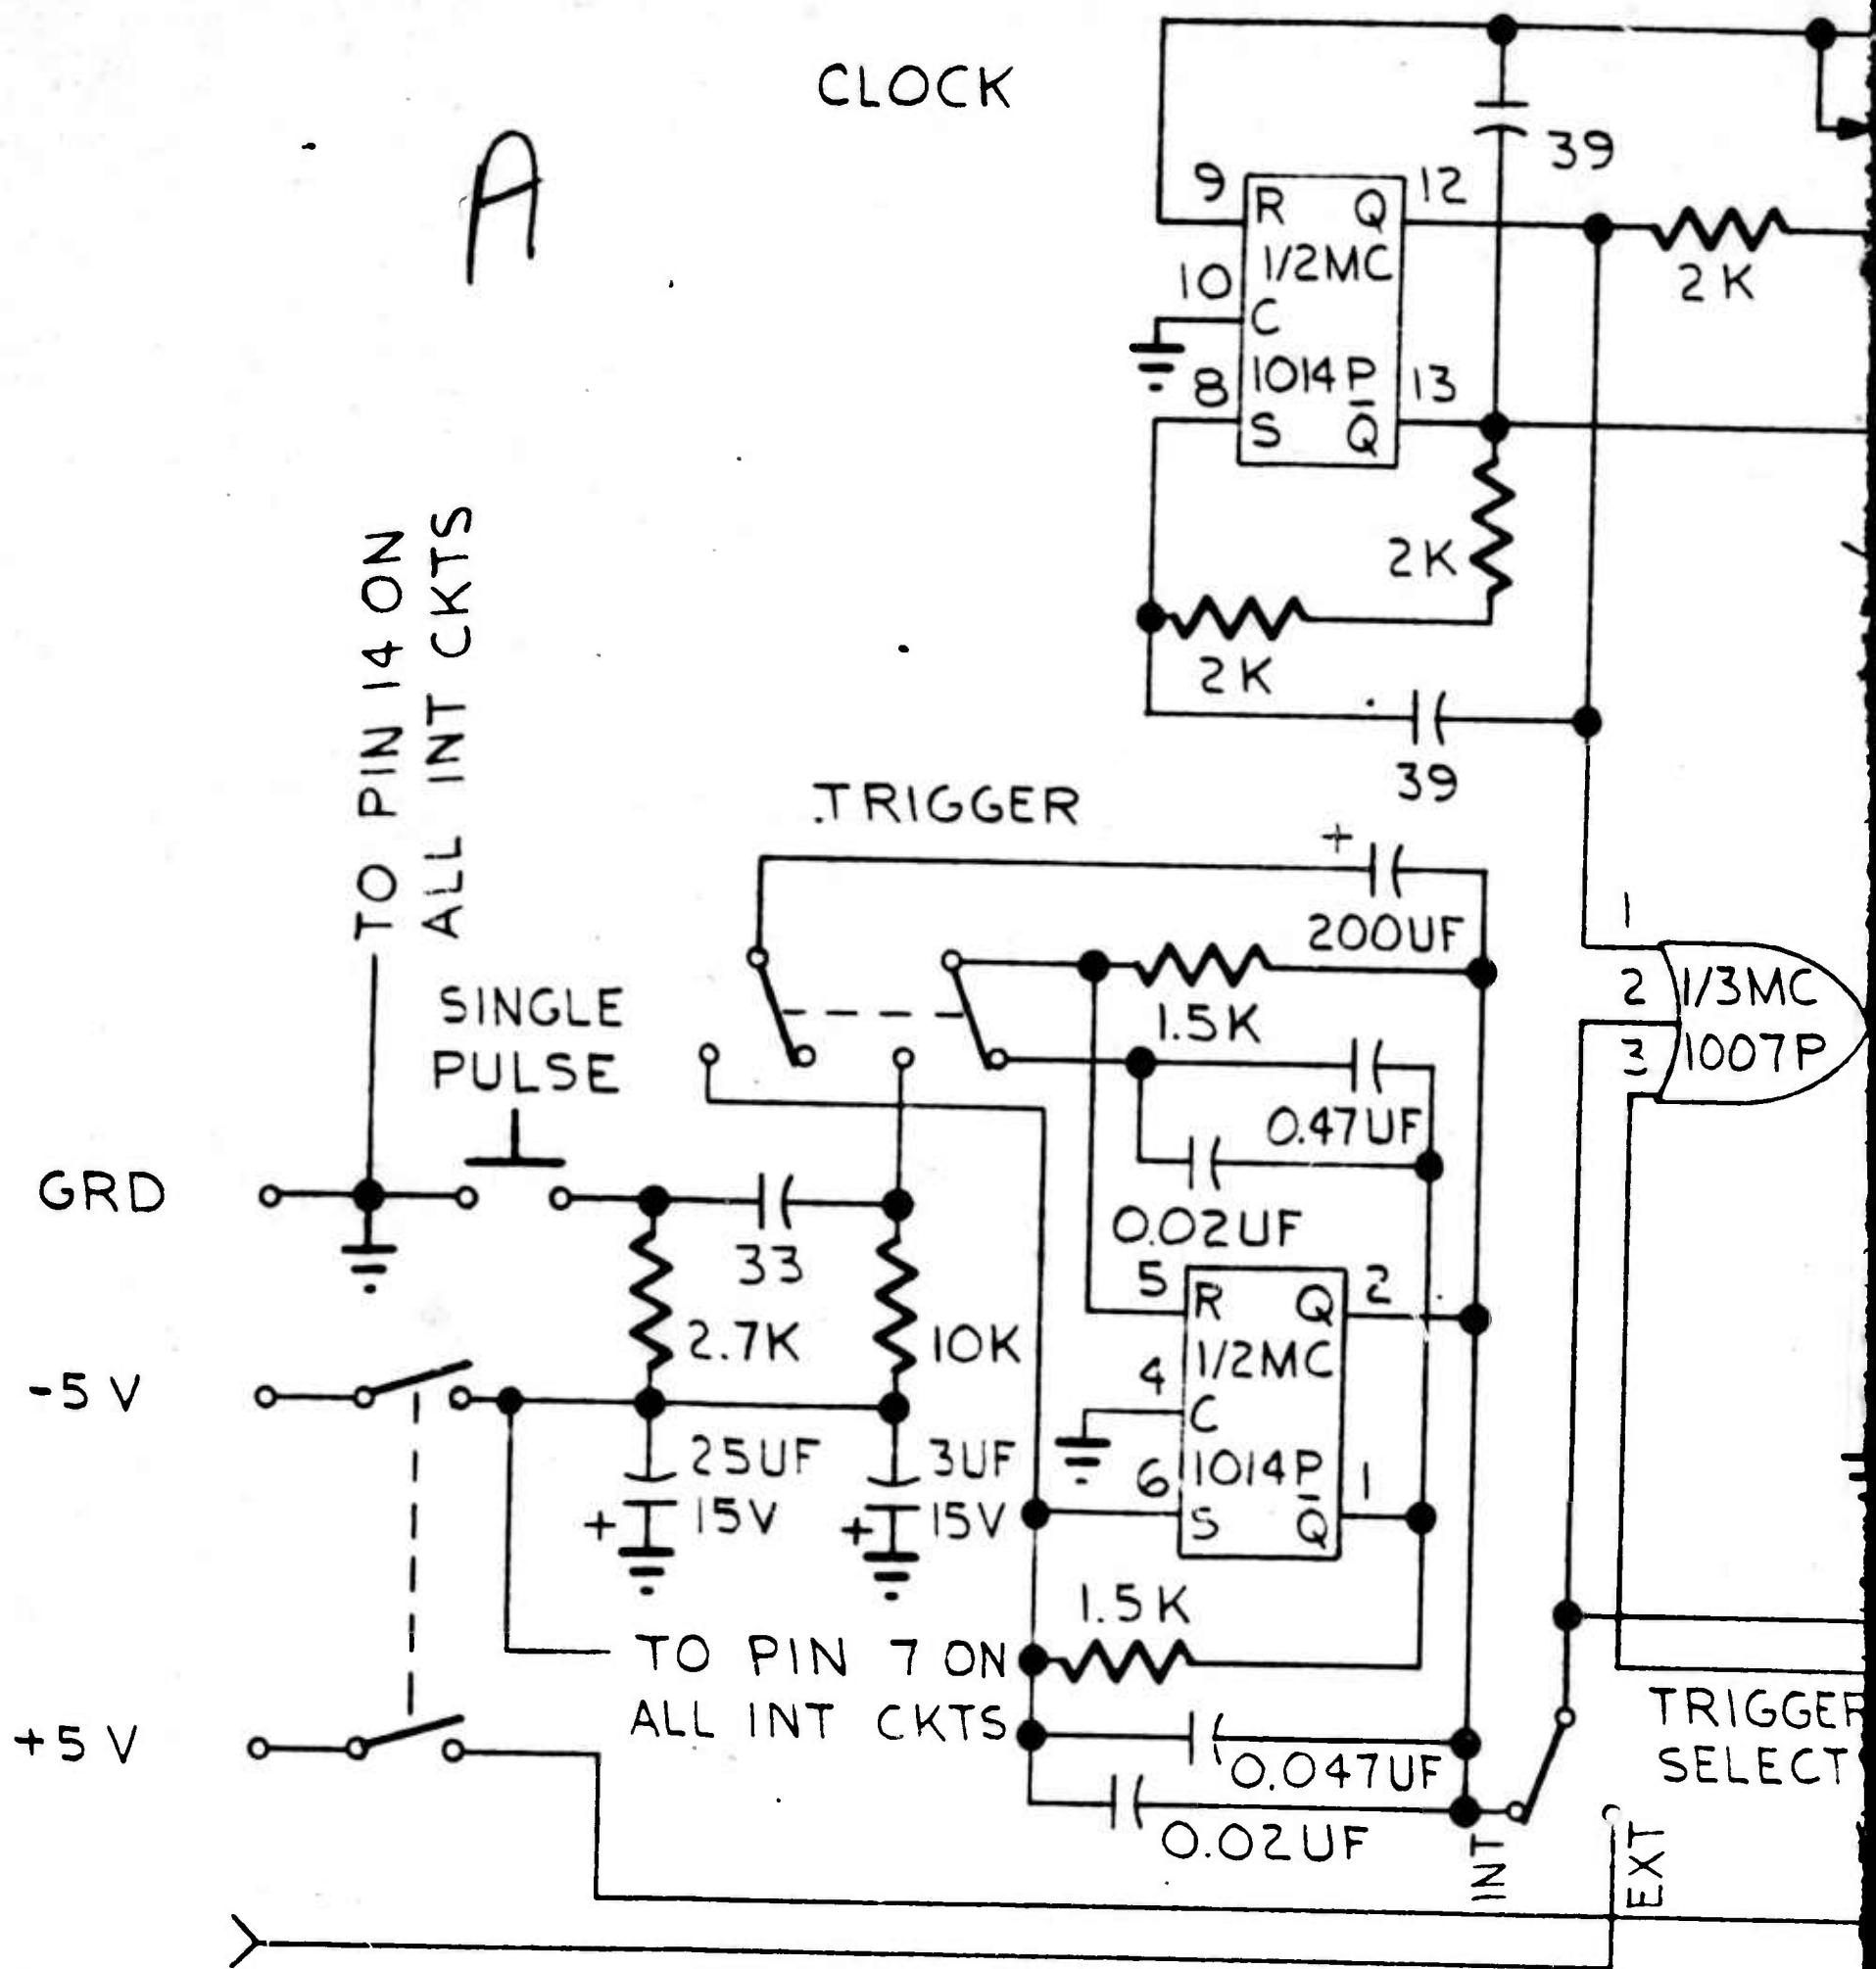 CLOCK
A
39
9
R
Q
12
1/2MC
2K
10
C
8
1014P
13
S
Q̅
2K
2K
39
TO PIN 14 ON
ALL INT CKTS
TRIGGER
+
200UF
1
SINGLE
PULSE
1.5K
2
1/3MC
3
1007P
0.47UF
GRD
33
0.02UF
5
R
Q
2
2.7K
10K
1/2MC
-5V
4
C
25UF
15V
+
3UF
15V
+
6
1014P
1
S
Q̅
1.5K
TO PIN 7 ON
ALL INT CKTS
+5V
0.047UF
0.02UF
TRIGGER
SELECT
INT
EXT